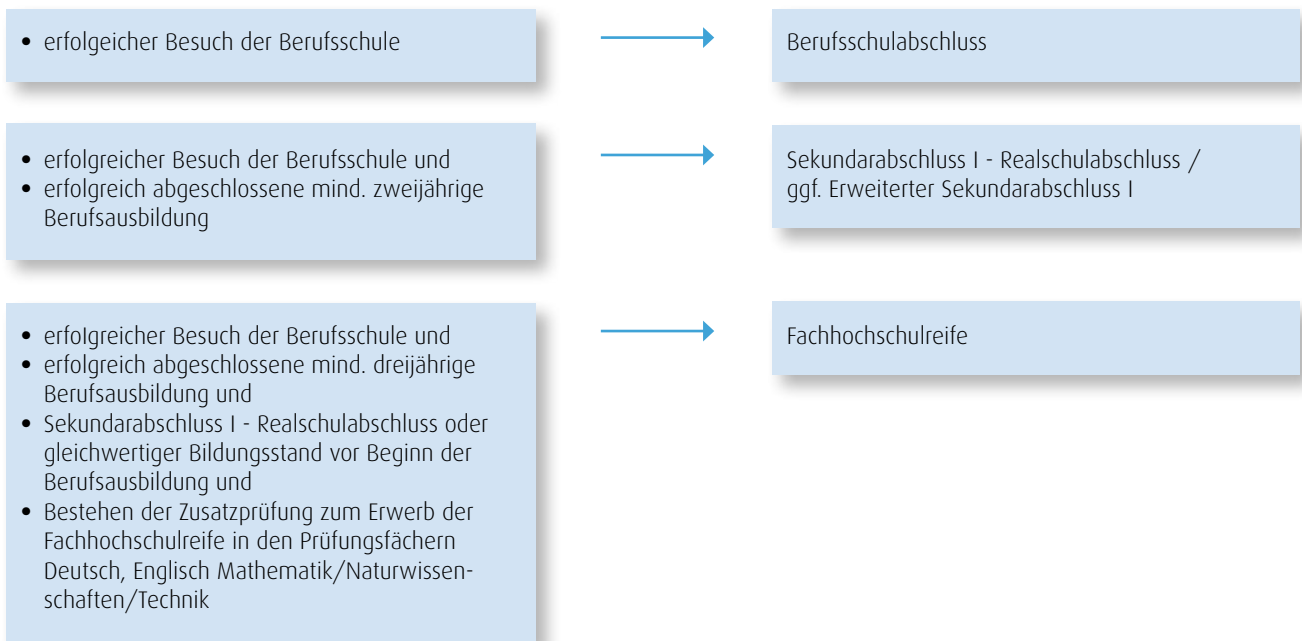 • erfolgeicher Besuch der Berufsschule
Berufsschulabschluss
• erfolgreicher Besuch der Berufsschule und
• erfolgreich abgeschlossene mind. zweijährige
Berufsausbildung
Sekundarabschluss I - Realschulabschluss /
ggf. Erweiterter Sekundarabschluss I
• erfolgreicher Besuch der Berufsschule und
• erfolgreich abgeschlossene mind. dreijährige
Berufsausbildung und
• Sekundarabschluss I - Realschulabschluss oder
gleichwertiger Bildungsstand vor Beginn der
Berufsausbildung und
• Bestehen der Zusatzprüfung zum Erwerb der
Fachhochschulreife in den Prüfungsfächern
Deutsch, Englisch Mathematik/Naturwissen-
schaften/Technik
Fachhochschulreife